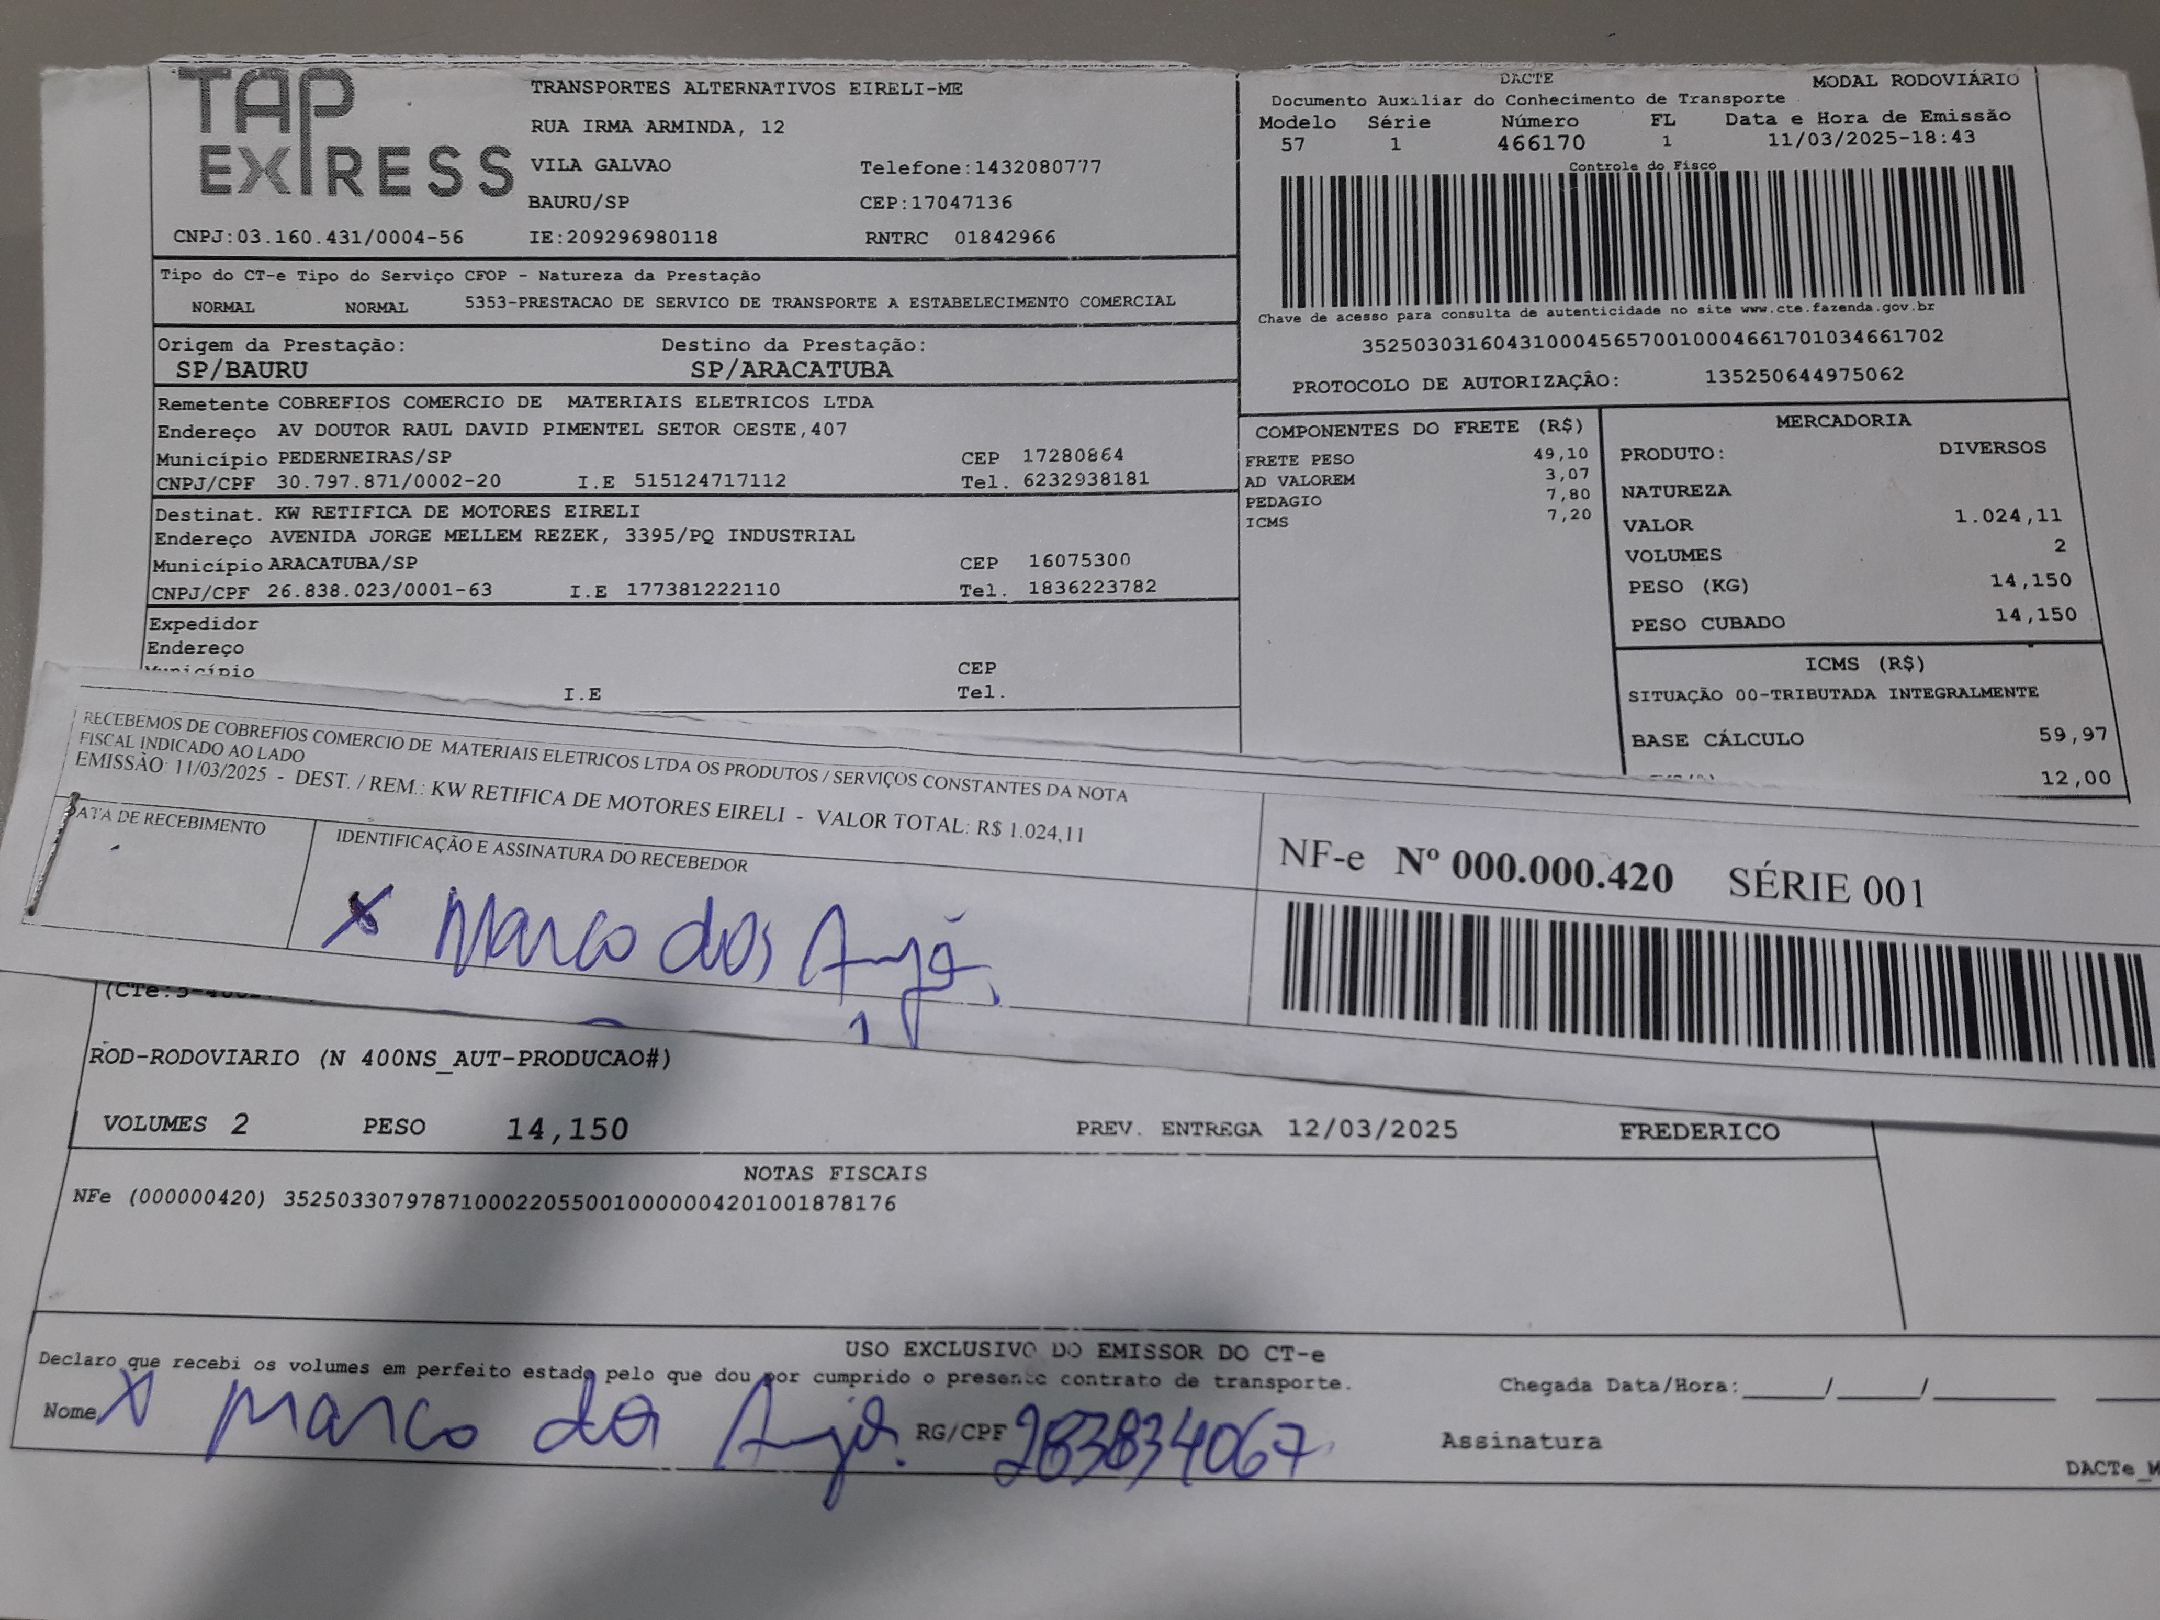 TAP EXPRESS
TRANSPORTES ALTERNATIVOS EIRELI-ME
RUA IRMA ARMINDA, 12
VILA GALVAO Telefone:1432080777
BAURU/SP CEP:17047136
CNPJ:03.160.431/0004-56 IE:209296980118 RNTRC 01842966
DACTE MODAL RODOVIÁRIO
Documento Auxiliar do Conhecimento de Transporte
Modelo Série Número FL Data e Hora de Emissão
57 1 466170 1 11/03/2025-18:43
Controle do Fisco
Chave de acesso para consulta de autenticidade no site www.cte.fazenda.gov.br
35250303160431000456570010004661701034661702
PROTOCOLO DE AUTORIZAÇÃO: 135250644975062
Tipo do CT-e Tipo do Serviço CFOP - Natureza da Prestação
NORMAL NORMAL 5353-PRESTACAO DE SERVICO DE TRANSPORTE A ESTABELECIMENTO COMERCIAL
Origem da Prestação: Destino da Prestação:
SP/BAURU SP/ARACATUBA
Remetente COBREFIOS COMERCIO DE MATERIAIS ELETRICOS LTDA
Endereço AV DOUTOR RAUL DAVID PIMENTEL SETOR OESTE,407
Município PEDERNEIRAS/SP CEP 17280864
CNPJ/CPF 30.797.871/0002-20 I.E 515124717112 Tel. 6232938181
Destinat. KW RETIFICA DE MOTORES EIRELI
Endereço AVENIDA JORGE MELLEM REZEK, 3395/PQ INDUSTRIAL
Município ARACATUBA/SP CEP 16075300
CNPJ/CPF 26.838.023/0001-63 I.E 177381222110 Tel. 1836223782
Expedidor
Endereço
Município CEP
I.E Tel.
COMPONENTES DO FRETE (R$)
FRETE PESO 49,10
AD VALOREM 3,07
PEDAGIO 7,80
ICMS 7,20
MERCADORIA
PRODUTO: DIVERSOS
NATUREZA
VALOR 1.024,11
VOLUMES 2
PESO (KG) 14,150
PESO CUBADO 14,150
ICMS (R$)
SITUAÇÃO 00-TRIBUTADA INTEGRALMENTE
BASE CÁLCULO 59,97
12,00
RECEBEMOS DE COBREFIOS COMERCIO DE MATERIAIS ELETRICOS LTDA OS PRODUTOS / SERVIÇOS CONSTANTES DA NOTA
FISCAL INDICADO AO LADO
EMISSÃO: 11/03/2025 - DEST. / REM.: KW RETIFICA DE MOTORES EIRELI - VALOR TOTAL: R$ 1.024,11
DATA DE RECEBIMENTO IDENTIFICAÇÃO E ASSINATURA DO RECEBEDOR
X Marco dos Anjos
NF-e Nº 000.000.420 SÉRIE 001
ROD-RODOVIARIO (N 400NS_AUT-PRODUCAO#)
VOLUMES 2 PESO 14,150 PREV. ENTREGA 12/03/2025 FREDERICO
NOTAS FISCAIS
NFe (000000420) 35250330797871000220550010000004201001878176
USO EXCLUSIVO DO EMISSOR DO CT-e
Declaro que recebi os volumes em perfeito estado pelo que dou por cumprido o presente contrato de transporte. Chegada Data/Hora:_____/_____/_______
Nome X Marco dos Anjos RG/CPF 283834067 Assinatura
DACTe_M